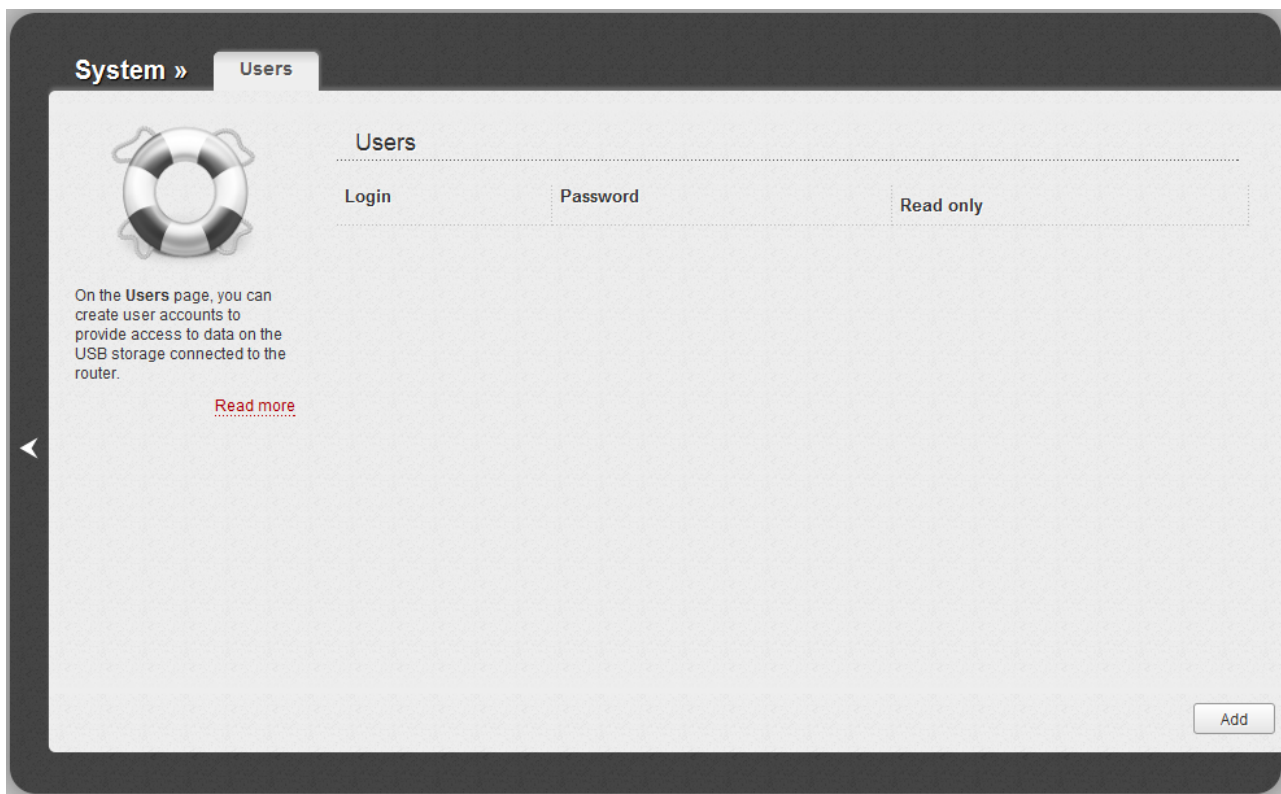 System »
Users
On the Users page, you can
create user accounts to
provide access to data on the
USB storage connected to the
router.
Read more
Users
Login
Password
Read only
Add